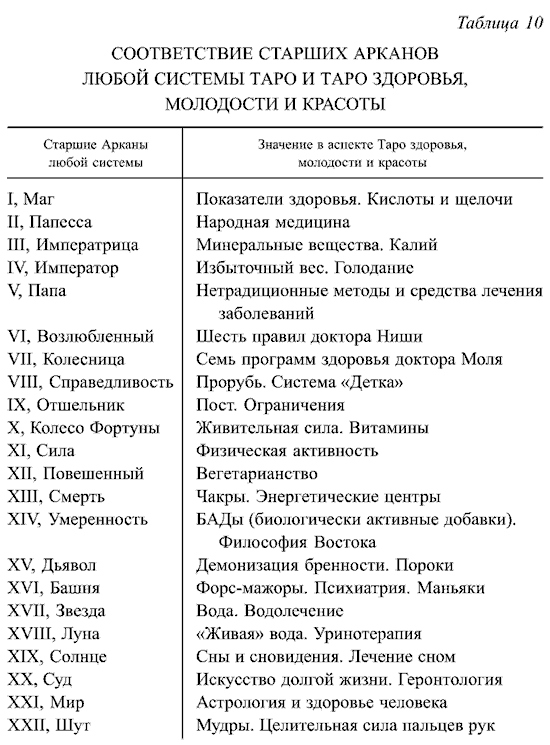 Таблица 10
СООТВЕТСТВИЕ СТАРШИХ АРКАНОВ
ЛЮБОЙ СИСТЕМЫ ТАРО И ТАРО ЗДОРОВЬЯ,
МОЛОДОСТИ И КРАСОТЫ
Старшие Арканы
любой системы
Значение в аспекте Таро здоровья,
молодости и красоты
I, Маг Показатели здоровья. Кислоты и щелочи
II, Папесса Народная медицина
III, Императрица Минеральные вещества. Калий
IV, Император Избыточный вес. Голодание
V, Папа Нетрадиционные методы и средства лечения
заболеваний
VI, Возлюбленный Шесть правил доктора Ниши
VII, Колесница Семь программ здоровья доктора Моля
VIII, Справедливость Прорубь. Система «Детка»
IX, Отшельник Пост. Ограничения
X, Колесо Фортуны Живительная сила. Витамины
XI, Сила Физическая активность
XII, Повешенный Вегетарианство
XIII, Смерть Чакры. Энергетические центры
XIV, Умеренность БАДы (биологически активные добавки).
Философия Востока
XV, Дьявол Демонизация бренности. Пороки
XVI, Башня Форс-мажоры. Психиатрия. Маньяки
XVII, Звезда Вода. Водолечение
XVIII, Луна «Живая» вода. Уринотерапия
XIX, Солнце Сны и сновидения. Лечение сном
XX, Суд Искусство долгой жизни. Геронтология
XXI, Мир Астрология и здоровье человека
XXII, Шут Мудры. Целительная сила пальцев рук